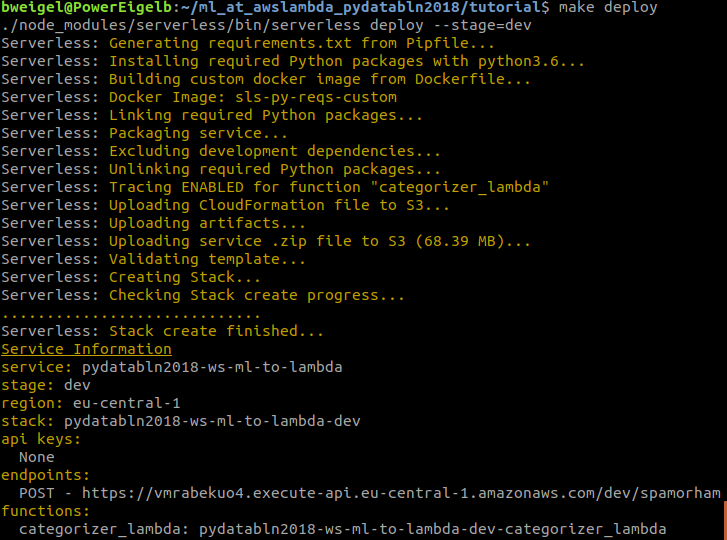 bweigel@PowerEigelb:~/ml_at_awslambda_pydatabln2018/tutorial$ make deploy
./node_modules/serverless/bin/serverless deploy --stage=dev
Serverless: Generating requirements.txt from Pipfile...
Serverless: Installing required Python packages with python3.6...
Serverless: Building custom docker image from Dockerfile...
Serverless: Docker Image: sls-py-reqs-custom
Serverless: Linking required Python packages...
Serverless: Packaging service...
Serverless: Excluding development dependencies...
Serverless: Unlinking required Python packages...
Serverless: Tracing ENABLED for function "categorizer_lambda"
Serverless: Uploading CloudFormation file to S3...
Serverless: Uploading artifacts...
Serverless: Uploading service .zip file to S3 (68.39 MB)...
Serverless: Validating template...
Serverless: Creating Stack...
Serverless: Checking Stack create progress...
.............................
Serverless: Stack create finished...
Service Information
service: pydatabln2018-ws-ml-to-lambda
stage: dev
region: eu-central-1
stack: pydatabln2018-ws-ml-to-lambda-dev
api keys:
  None
endpoints:
  POST - https://vmrabekuo4.execute-api.eu-central-1.amazonaws.com/dev/spamorham
functions:
  categorizer_lambda: pydatabln2018-ws-ml-to-lambda-dev-categorizer_lambda